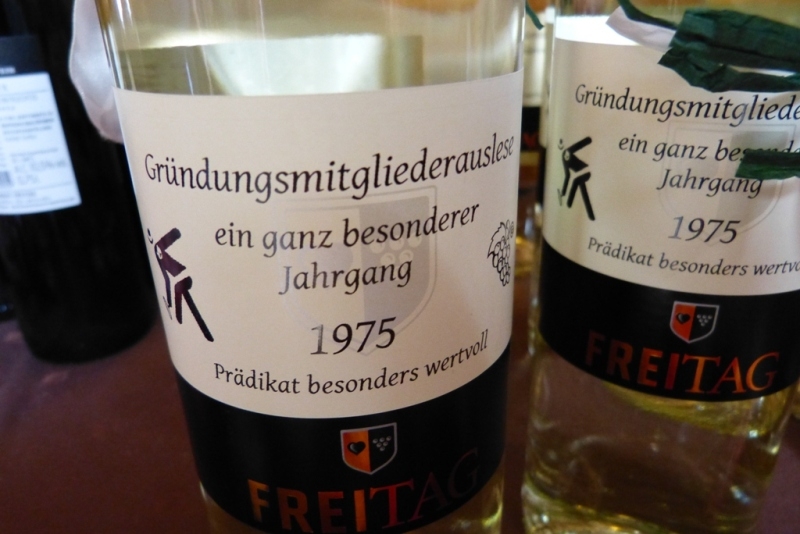 Gründungsmitgliederauslese
ein ganz besonderer
Jahrgang
1975
Prädikat besonders wertvoll
FREITAG
Gründungsmitgliede
ein ganz
Jahrgang
1975
Prädikat besonders wertvo
FREITAG